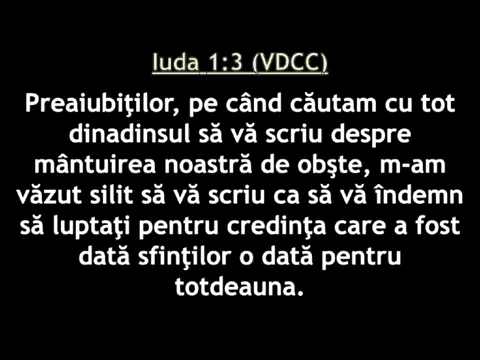 Iuda 1:3 (VDCC)
Preaiubiţilor, pe când căutam cu tot
dinadinsul să vă scriu despre
mântuirea noastră de obşte, m-am
văzut silit să vă scriu ca să vă îndemn
să luptaţi pentru credinţa care a fost
dată sfinţilor o dată pentru
totdeauna.